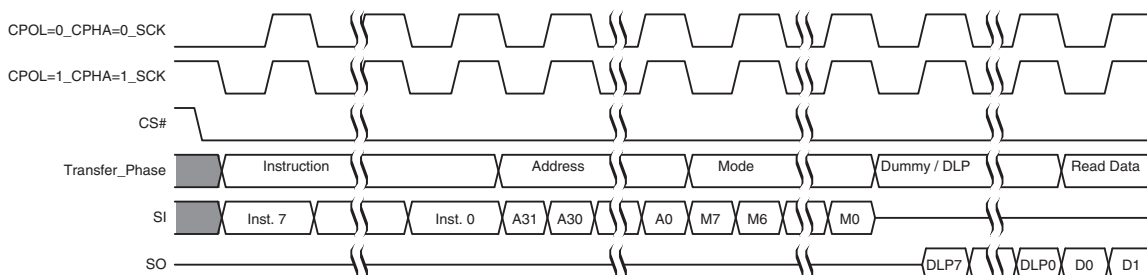 CPOL=0_CPHA=0_SCK
CPOL=1_CPHA=1_SCK
CS#
Transfer_Phase Instruction Address Mode Dummy / DLP Read Data
SI Inst. 7 Inst. 0 A31 A30 A0 M7 M6 M0
SO DLP7 DLP0 D0 D1